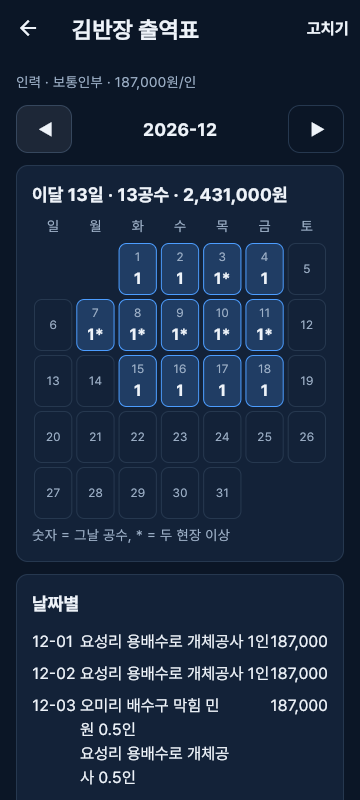 ← 김반장 출역표 고치기
인력 · 보통인부 · 187,000원/인
◀ 2026-12 ▶
이달 13일 · 13공수 · 2,431,000원
일 월 화 수 목 금 토
1 2 3 4 5
1 1 1* 1
6 7 8 9 10 11 12
1* 1* 1* 1* 1*
13 14 15 16 17 18 19
1 1 1 1
20 21 22 23 24 25 26
27 28 29 30 31
숫자 = 그날 공수, * = 두 현장 이상
날짜별
12-01 요성리 용배수로 개체공사 1인 187,000
12-02 요성리 용배수로 개체공사 1인 187,000
12-03 오미리 배수구 막힘 민 187,000
원 0.5인
요성리 용배수로 개체공
사 0.5인